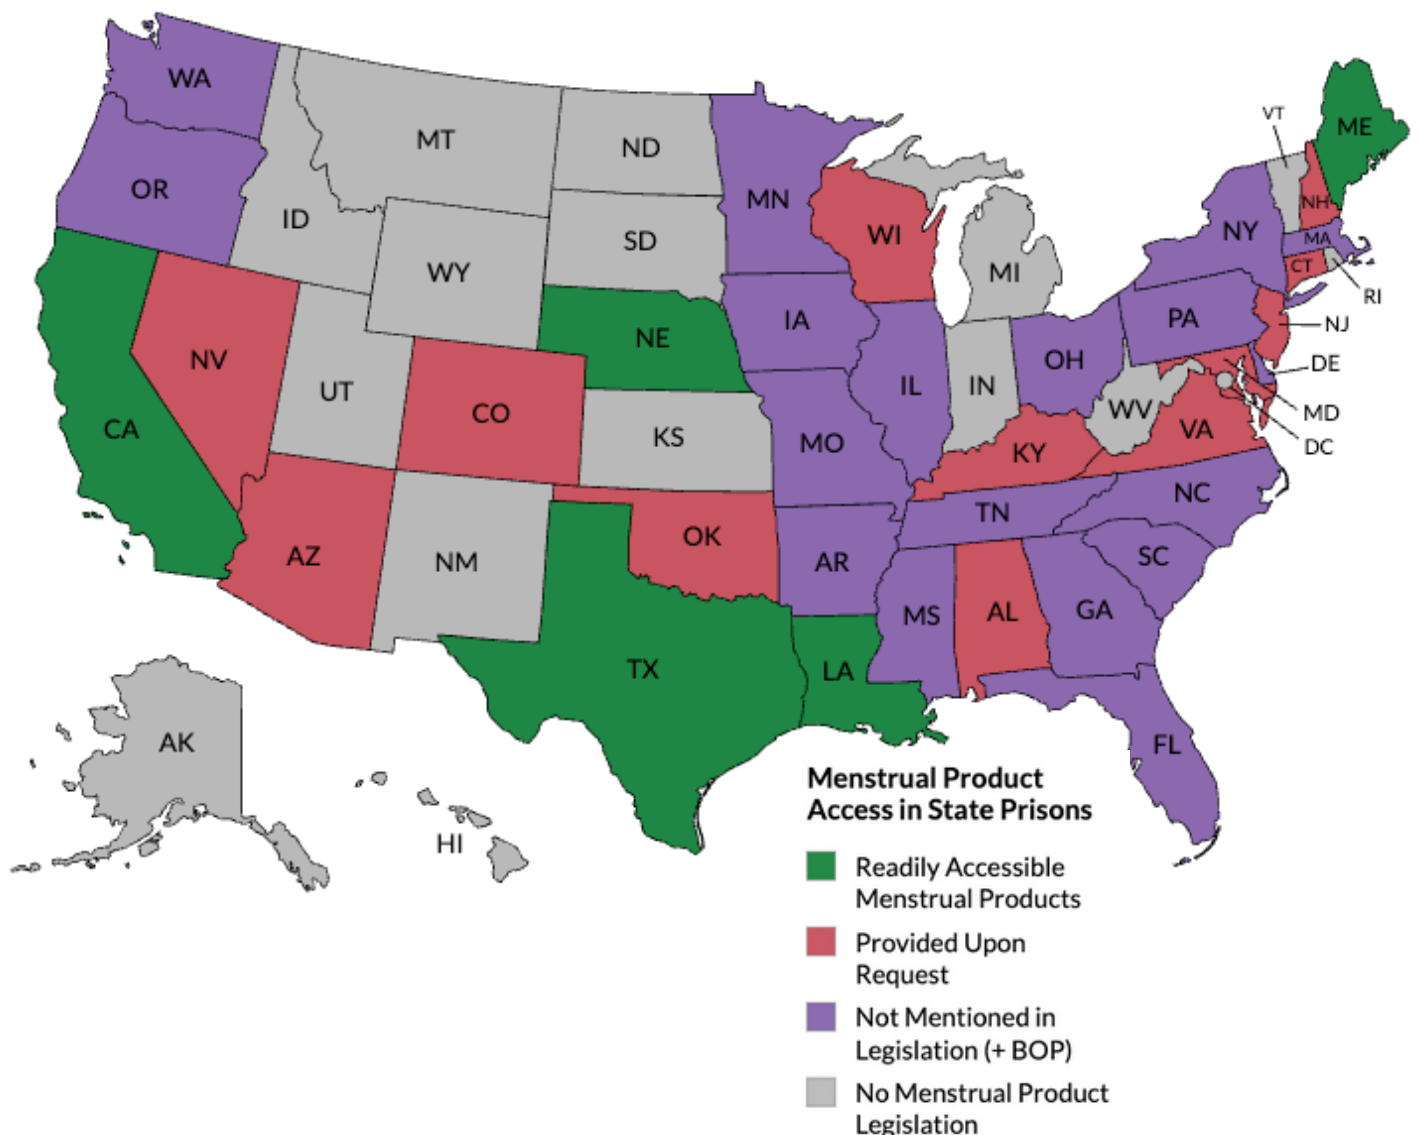 WA
MT
ND
MN
VT
ME
OR
ID
SD
WI
MI
NY
NH
MA
CT
RI
WY
IA
NE
PA
NJ
NV
UT
CO
IL
IN
OH
DE
CA
KS
MO
WV
MD
VA
DC
KY
NC
AZ
NM
OK
AR
TN
SC
MS
AL
GA
TX
LA
AK
HI
FL
Menstrual Product
Access in State Prisons
Readily Accessible
Menstrual Products
Provided Upon
Request
Not Mentioned in
Legislation (+ BOP)
No Menstrual Product
Legislation